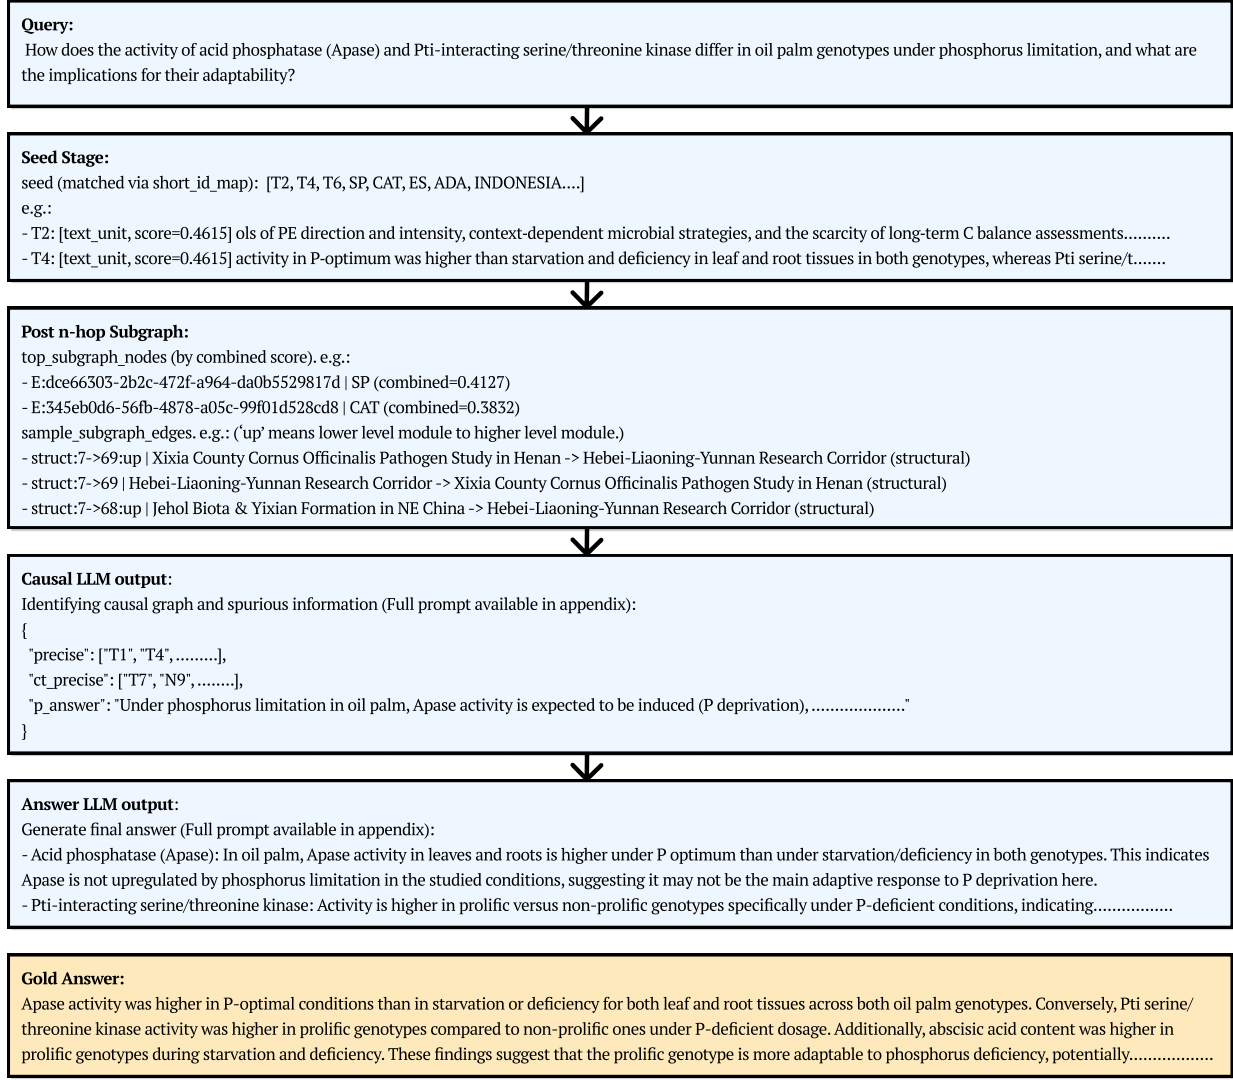 Query:
How does the activity of acid phosphatase (Apase) and Pti-interacting serine/threonine kinase differ in oil palm genotypes under phosphorus limitation, and what are
the implications for their adaptability?
Seed Stage:
seed (matched via short_id_map):  [T2, T4, T6, SP, CAT, ES, ADA, INDONESIA....]
e.g.:
- T2: [text_unit, score=0.4615] ols of PE direction and intensity, context-dependent microbial strategies, and the scarcity of long-term C balance assessments..........
- T4: [text_unit, score=0.4615] activity in P-optimum was higher than starvation and deficiency in leaf and root tissues in both genotypes, whereas Pti serine/t.......
Post n-hop Subgraph:
top_subgraph_nodes (by combined score). e.g.:
- E:dce66303-2b2c-472f-a964-da0b5529817d | SP (combined=0.4127)
- E:345eb0d6-56fb-4878-a05c-99f01d528cd8 | CAT (combined=0.3832)
sample_subgraph_edges. e.g.: (‘up’ means lower level module to higher level module.)
- struct:7->69:up | Xixia County Cornus Officinalis Pathogen Study in Henan -> Hebei-Liaoning-Yunnan Research Corridor (structural)
- struct:7->69 | Hebei-Liaoning-Yunnan Research Corridor -> Xixia County Cornus Officinalis Pathogen Study in Henan (structural)
- struct:7->68:up | Jehol Biota & Yixian Formation in NE China -> Hebei-Liaoning-Yunnan Research Corridor (structural)
Causal LLM output:
Identifying causal graph and spurious information (Full prompt available in appendix):
{
"precise": ["T1", "T4", .........],
"ct_precise": ["T7", "N9", ........],
"p_answer": "Under phosphorus limitation in oil palm, Apase activity is expected to be induced (P deprivation), ....................."
}
Answer LLM output:
Generate final answer (Full prompt available in appendix):
- Acid phosphatase (Apase): In oil palm, Apase activity in leaves and roots is higher under P optimum than under starvation/deficiency in both genotypes. This indicates
Apase is not upregulated by phosphorus limitation in the studied conditions, suggesting it may not be the main adaptive response to P deprivation here.
- Pti-interacting serine/threonine kinase: Activity is higher in prolific versus non-prolific genotypes specifically under P-deficient conditions, indicating.................
Gold Answer:
Apase activity was higher in P-optimal conditions than in starvation or deficiency for both leaf and root tissues across both oil palm genotypes. Conversely, Pti serine/
threonine kinase activity was higher in prolific genotypes compared to non-prolific ones under P-deficient dosage. Additionally, abscisic acid content was higher in
prolific genotypes during starvation and deficiency. These findings suggest that the prolific genotype is more adaptable to phosphorus deficiency, potentially..................